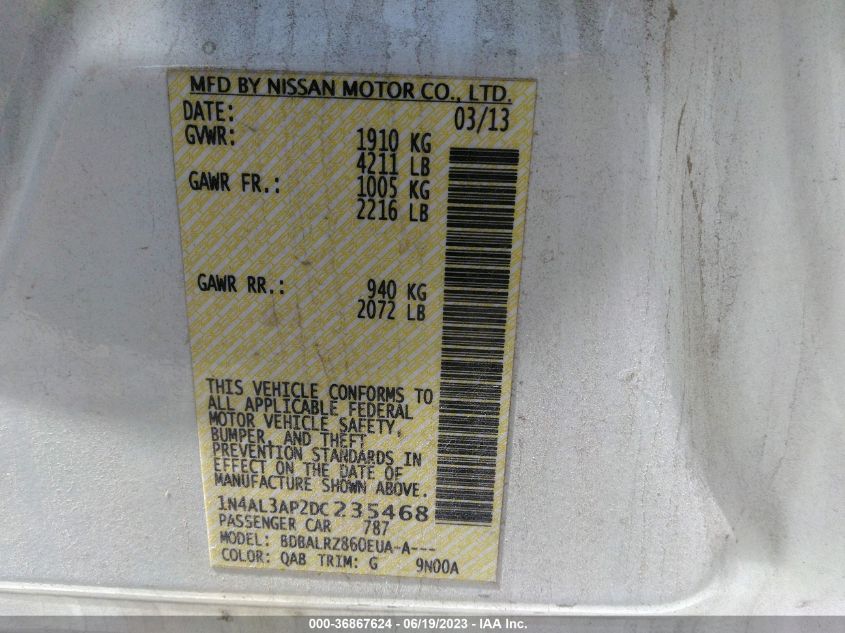 MFD BY NISSAN MOTOR CO., LTD.
DATE: 03/13
GVWR: 1910 KG
4211 LB
GAWR FR.: 1005 KG
2216 LB
GAWR RR.: 940 KG
2072 LB
THIS VEHICLE CONFORMS TO
ALL APPLICABLE FEDERAL
MOTOR VEHICLE SAFETY,
BUMPER, AND THEFT
PREVENTION STANDARDS IN
EFFECT ON THE DATE OF
MANUFACTURE SHOWN ABOVE.
1N4AL3AP2DC235468
PASSENGER CAR 787
MODEL: BDBALRZ860EUA-A---
COLOR: QAB TRIM: G 9N00A
000-36867624 - 06/19/2023 - IAA Inc.